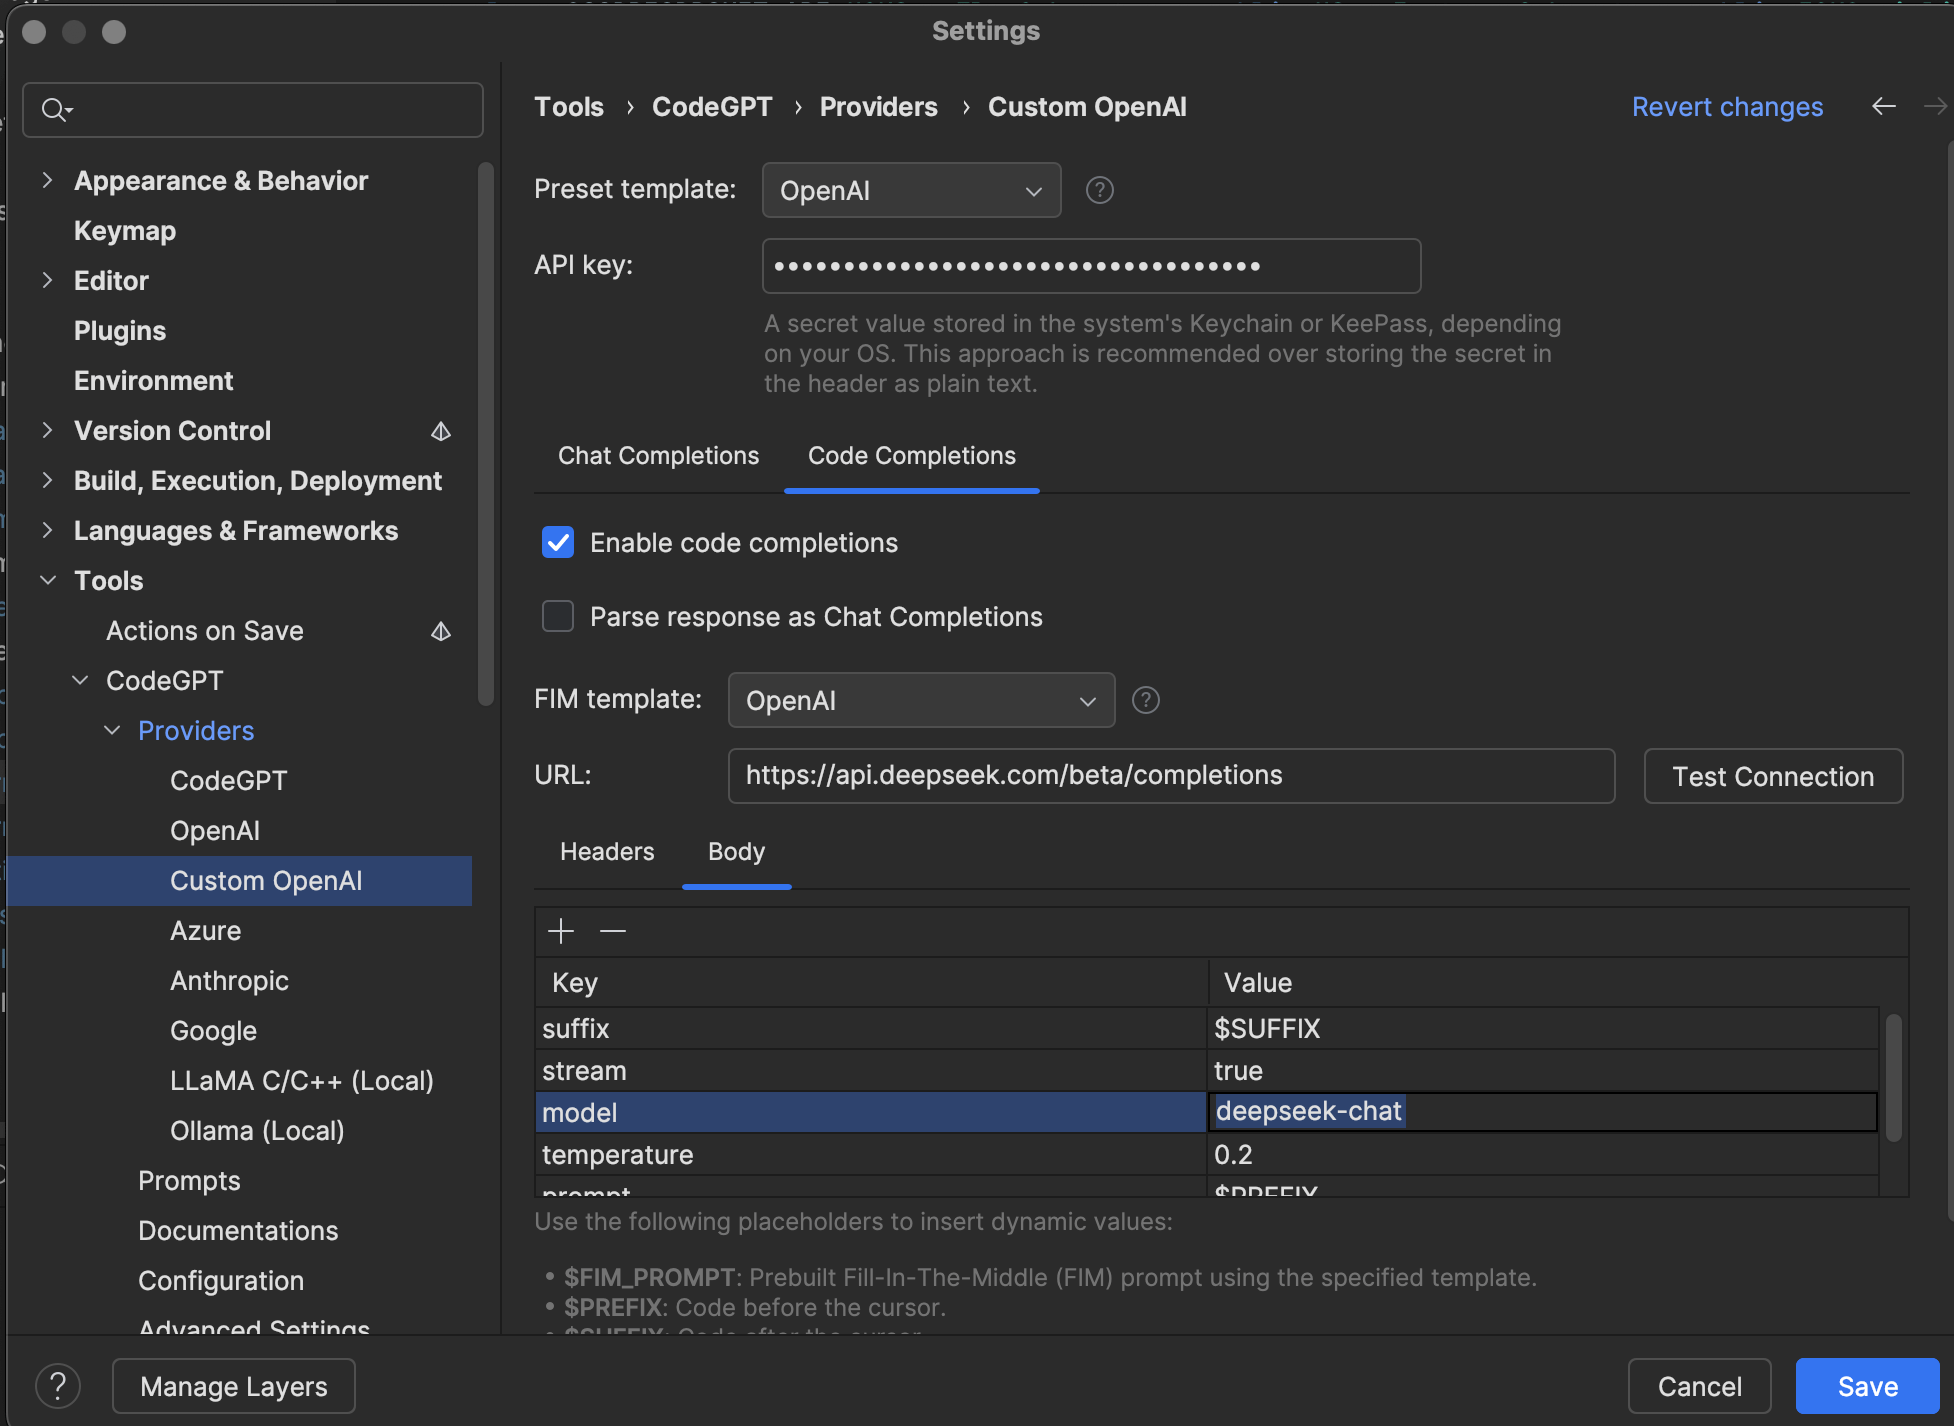 Settings
Tools › CodeGPT › Providers › Custom OpenAI
Revert changes
Appearance & Behavior
Keymap
Editor
Plugins
Environment
Version Control
Build, Execution, Deployment
Languages & Frameworks
Tools
Actions on Save
CodeGPT
Providers
CodeGPT
OpenAI
Custom OpenAI
Azure
Anthropic
Google
LLaMA C/C++ (Local)
Ollama (Local)
Prompts
Documentations
Configuration
Advanced Settings
Preset template: OpenAI
API key: •••••••••••••••••••••••••••••••••••
A secret value stored in the system's Keychain or KeePass, depending
on your OS. This approach is recommended over storing the secret in
the header as plain text.
Chat Completions Code Completions
Enable code completions
Parse response as Chat Completions
FIM template: OpenAI
URL: https://api.deepseek.com/beta/completions Test Connection
Headers Body
Key Value
suffix $SUFFIX
stream true
model deepseek-chat
temperature 0.2
prompt $PREFIX
Use the following placeholders to insert dynamic values:
• $FIM_PROMPT: Prebuilt Fill-In-The-Middle (FIM) prompt using the specified template.
• $PREFIX: Code before the cursor.
• $SUFFIX: Code after the cursor.
? Manage Layers
Cancel Save